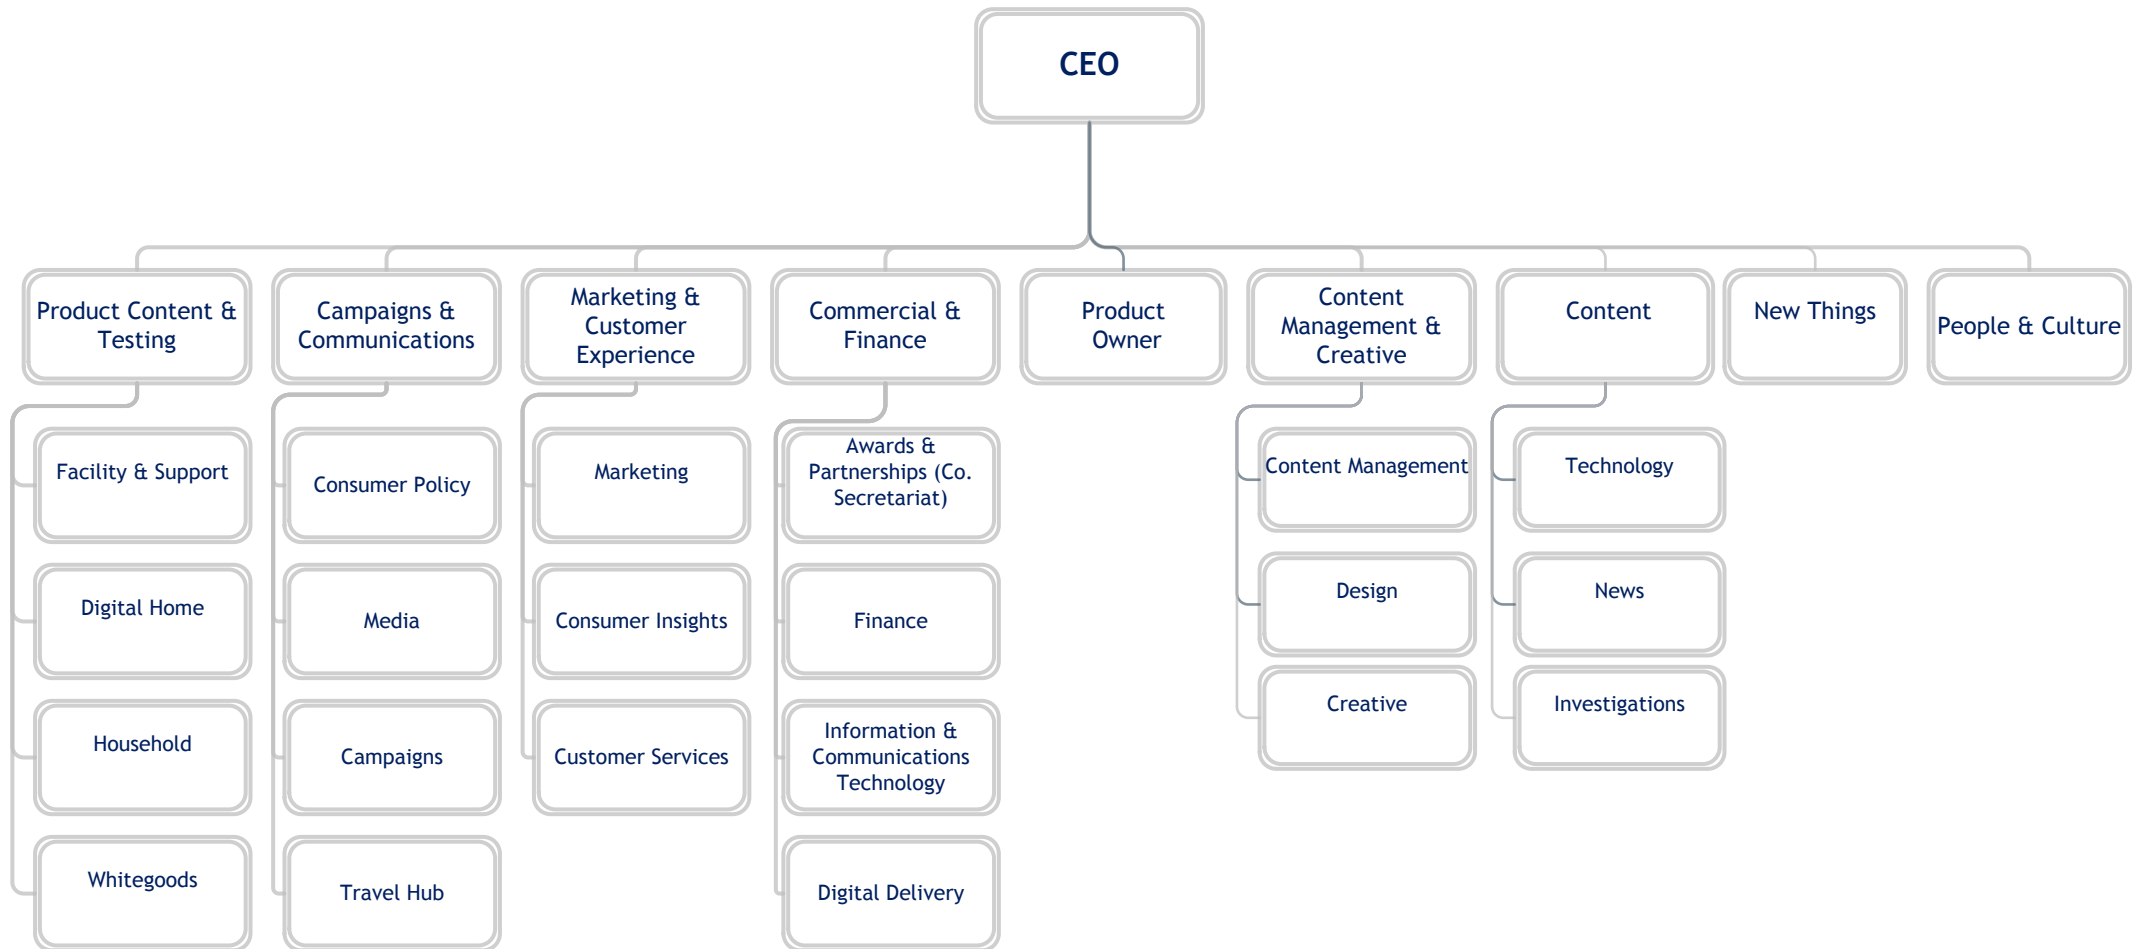 CEO
Product Content &
Testing
Campaigns &
Communications
Marketing &
Customer
Experience
Commercial &
Finance
Product
Owner
Content
Management &
Creative
Content
New Things
People & Culture
Facility & Support
Digital Home
Household
Whitegoods
Consumer Policy
Media
Campaigns
Travel Hub
Marketing
Consumer Insights
Customer Services
Awards &
Partnerships (Co.
Secretariat)
Finance
Information &
Communications
Technology
Digital Delivery
Content Management
Design
Creative
Technology
News
Investigations